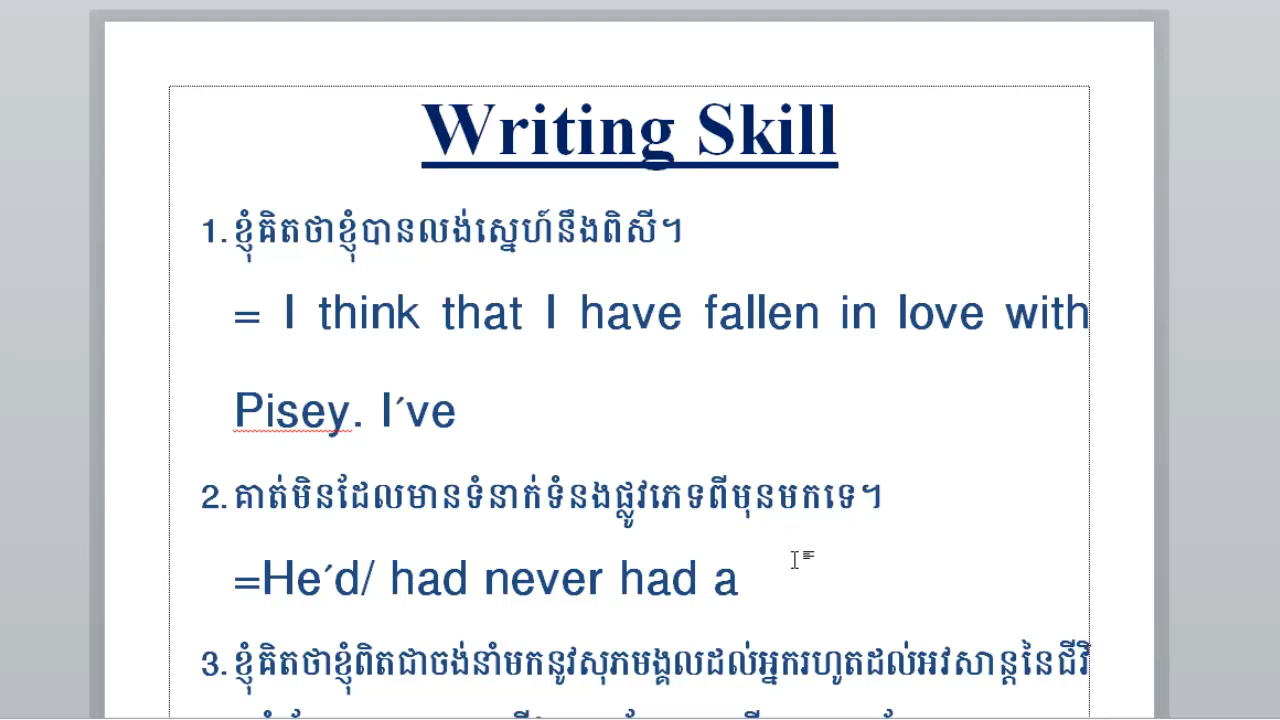 Writing Skill
1. ខ្ញុំគិតថាខ្ញុំបានលង់ស្នេហ៍នឹងពិសី។
= I think that I have fallen in love with
Pisey. I´ve
2. គាត់មិនដែលមានទំនាក់ទំនងផ្លូវភេទពីមុនមកទេ។
=He´d/ had never had a
3. ខ្ញុំគិតថាខ្ញុំពិតជាចង់នាំមកនូវសុភមង្គលដល់អ្នករហូតដល់អវសាន្តនៃជីវិ